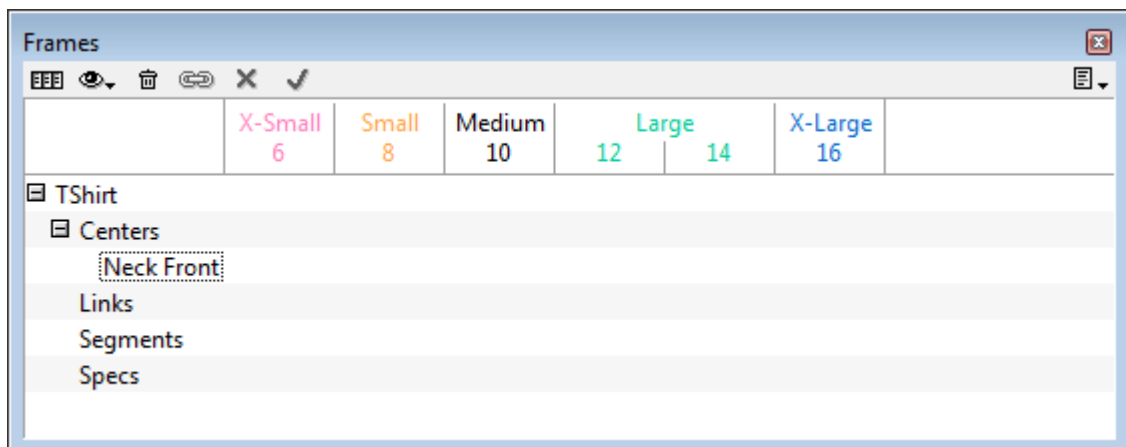 Frames
X-Small Small Medium Large X-Large
6 8 10 12 14 16
TShirt
Centers
Neck Front
Links
Segments
Specs